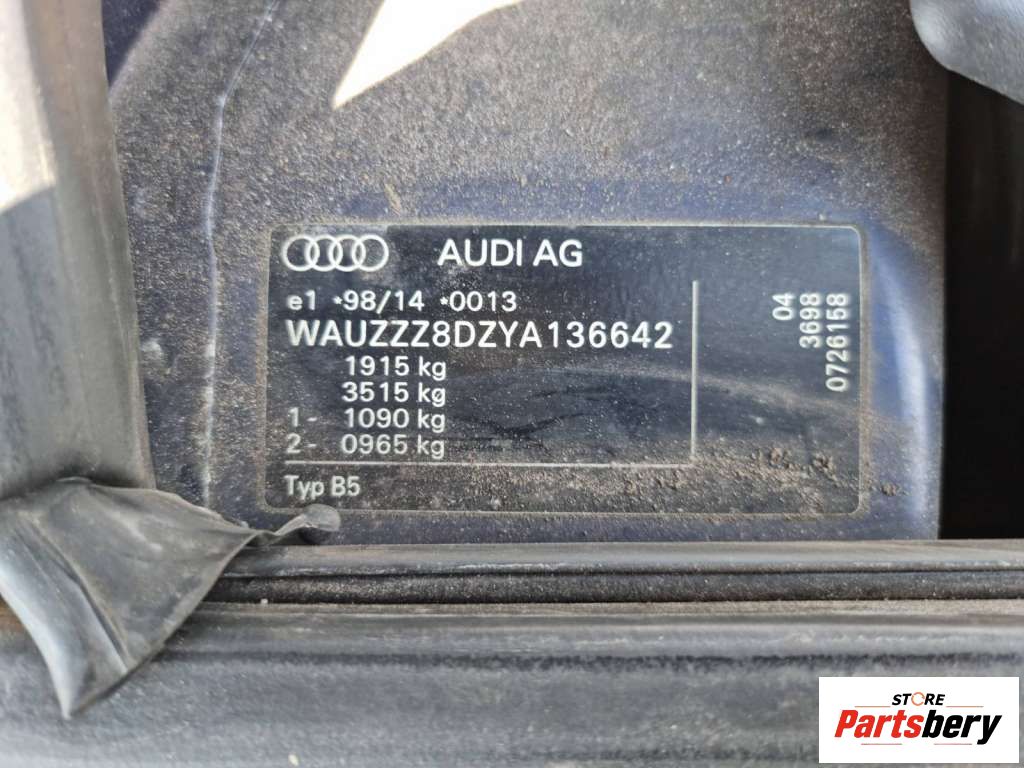 AUDI AG
e1 *98/14 *0013
WAUZZZ8DZYA136642
1915 kg
3515 kg
1- 1090 kg
2- 0965 kg
Typ B5
04
3698
0726158
STORE
Partsbery